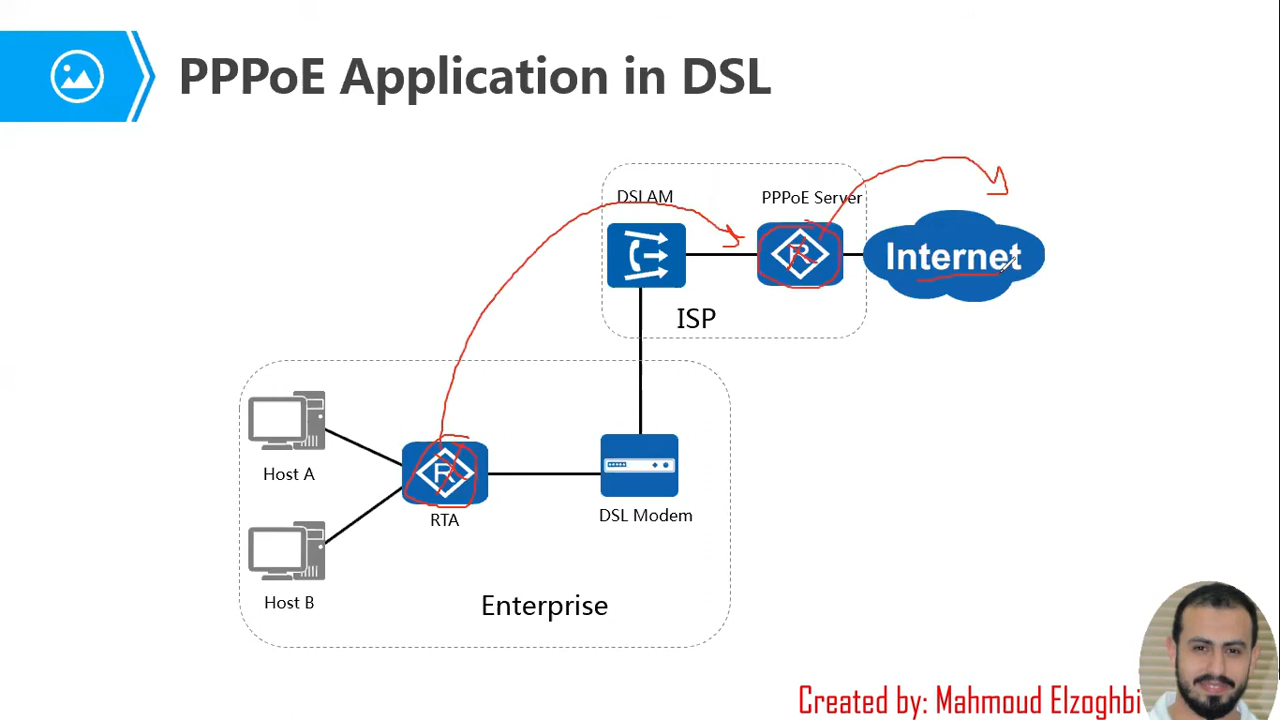 PPPoE Application in DSL
DSLAM
PPPoE Server
R
Internet
ISP
Host A
R
RTA
DSL Modem
Host B
Enterprise
Created by: Mahmoud Elzoghbi